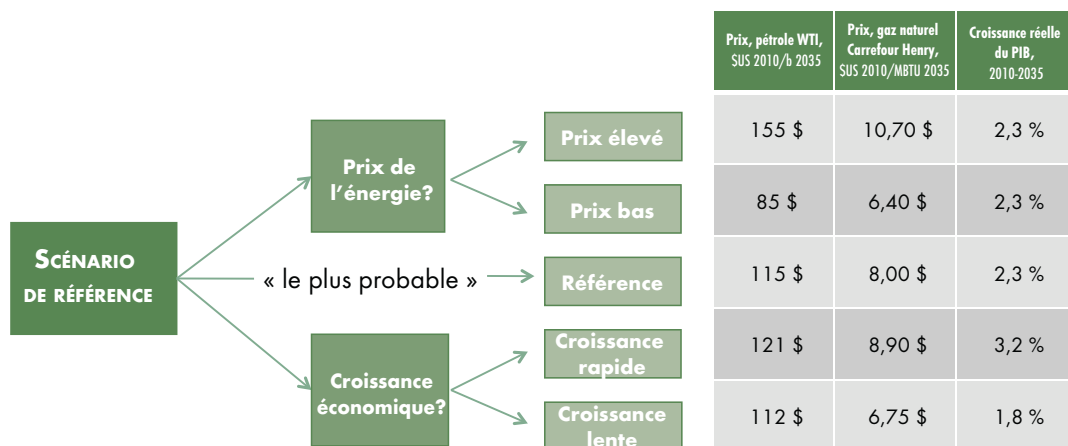 Prix, pétrole WTI,
$US 2010/b 2035
Prix, gaz naturel
Carrefour Henry,
$US 2010/MBTU 2035
Croissance réelle
du PIB,
2010-2035
SCÉNARIO
DE RÉFÉRENCE
Prix de
l'énergie?
« le plus probable »
Croissance
économique?
Prix élevé
155 $ 10,70 $ 2,3 %
Prix bas
85 $ 6,40 $ 2,3 %
Référence
115 $ 8,00 $ 2,3 %
Croissance
rapide
121 $ 8,90 $ 3,2 %
Croissance
lente
112 $ 6,75 $ 1,8 %